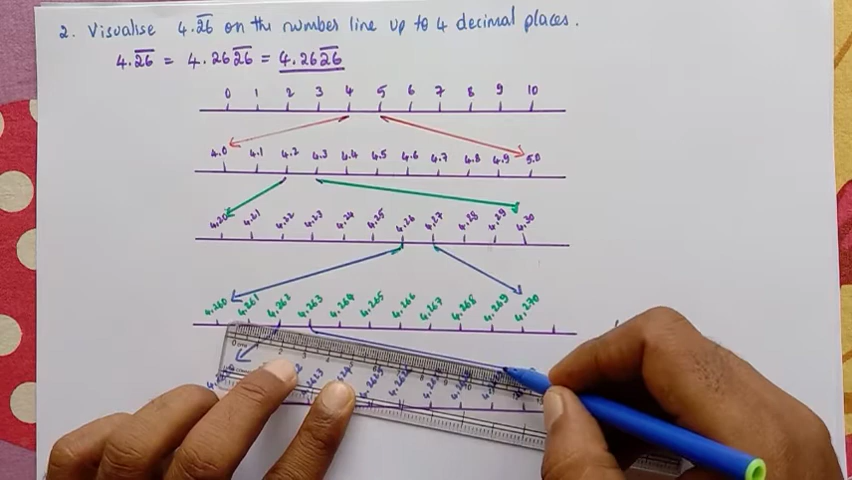 2. Visualise 4.2̅6̅ on the number line up to 4 decimal places.
4.2̅6̅ = 4.262̅6̅ = 4.262̅6̅
0 1 2 3 4 5 6 7 8 9 10
4.0 4.1 4.2 4.3 4.4 4.5 4.6 4.7 4.8 4.9 5.0
4.20 4.21 4.22 4.23 4.24 4.25 4.26 4.27 4.28 4.29 4.30
4.260 4.261 4.262 4.263 4.264 4.265 4.266 4.267 4.268 4.269 4.270